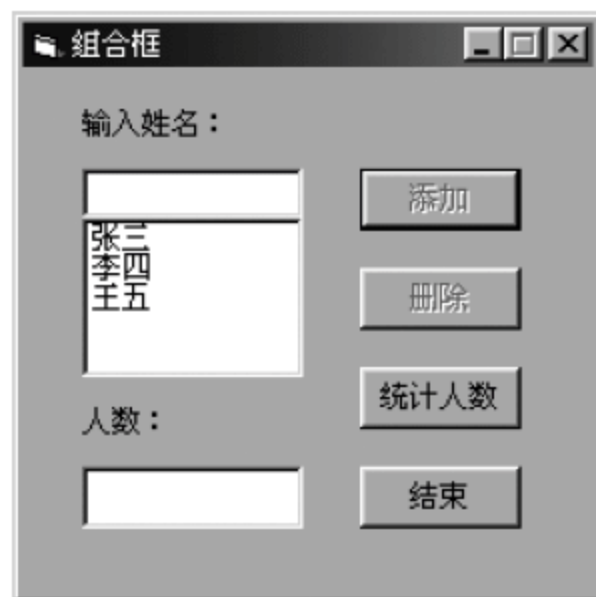 组合框
输入姓名：
添加
张三
李四
王五
删除
统计人数
人数：
结束